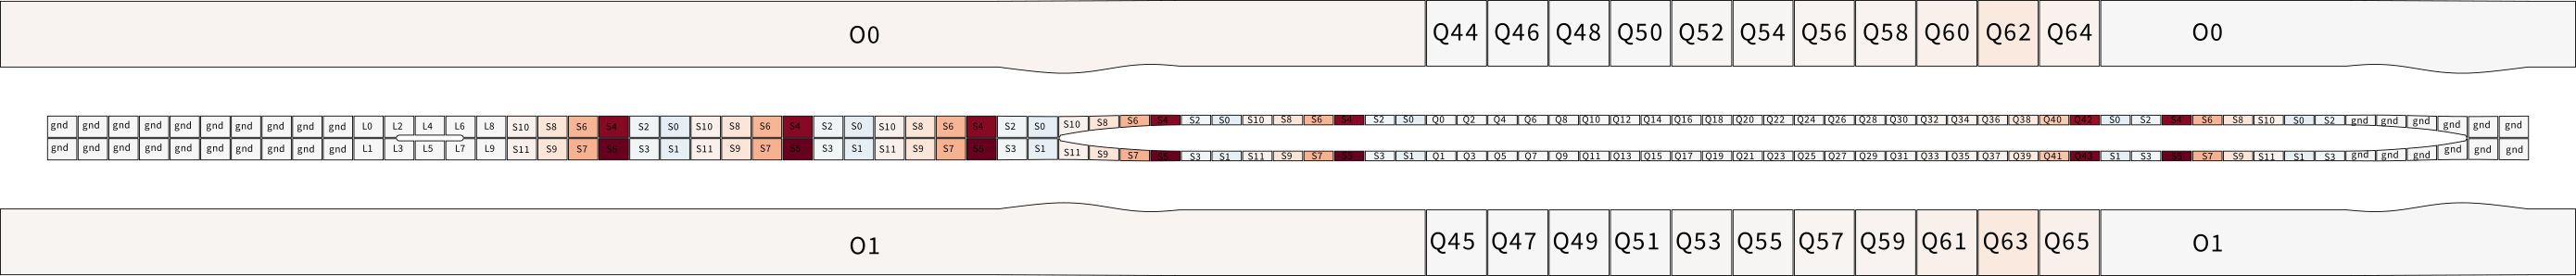 O0 Q44 Q46 Q48 Q50 Q52 Q54 Q56 Q58 Q60 Q62 Q64 O0
gnd gnd gnd gnd gnd gnd gnd gnd gnd gnd L0 L2 L4 L6 L8 S10 S8 S6 S4 S2 S0 S10 S8 S6 S4 S2 S0 S10 S8 S6 S4 S2 S0 S10 S8 S6 S4 S2 S0 S10 S8 S6 S4 S2 S0 Q0 Q2 Q4 Q6 Q8 Q10 Q12 Q14 Q16 Q18 Q20 Q22 Q24 Q26 Q28 Q30 Q32 Q34 Q36 Q38 Q40 Q42 S0 S2 S4 S6 S8 S10 S0 S2 gnd gnd gnd gnd gnd gnd
gnd gnd gnd gnd gnd gnd gnd gnd gnd gnd L1 L3 L5 L7 L9 S11 S9 S7 S5 S3 S1 S11 S9 S7 S5 S3 S1 S11 S9 S7 S5 S3 S1 S11 S9 S7 S5 S3 S1 S11 S9 S7 S5 S3 S1 Q1 Q3 Q5 Q7 Q9 Q11 Q13 Q15 Q17 Q19 Q21 Q23 Q25 Q27 Q29 Q31 Q33 Q35 Q37 Q39 Q41 Q43 S1 S3 S5 S7 S9 S11 S1 S3 gnd gnd gnd gnd gnd gnd
O1 Q45 Q47 Q49 Q51 Q53 Q55 Q57 Q59 Q61 Q63 Q65 O1